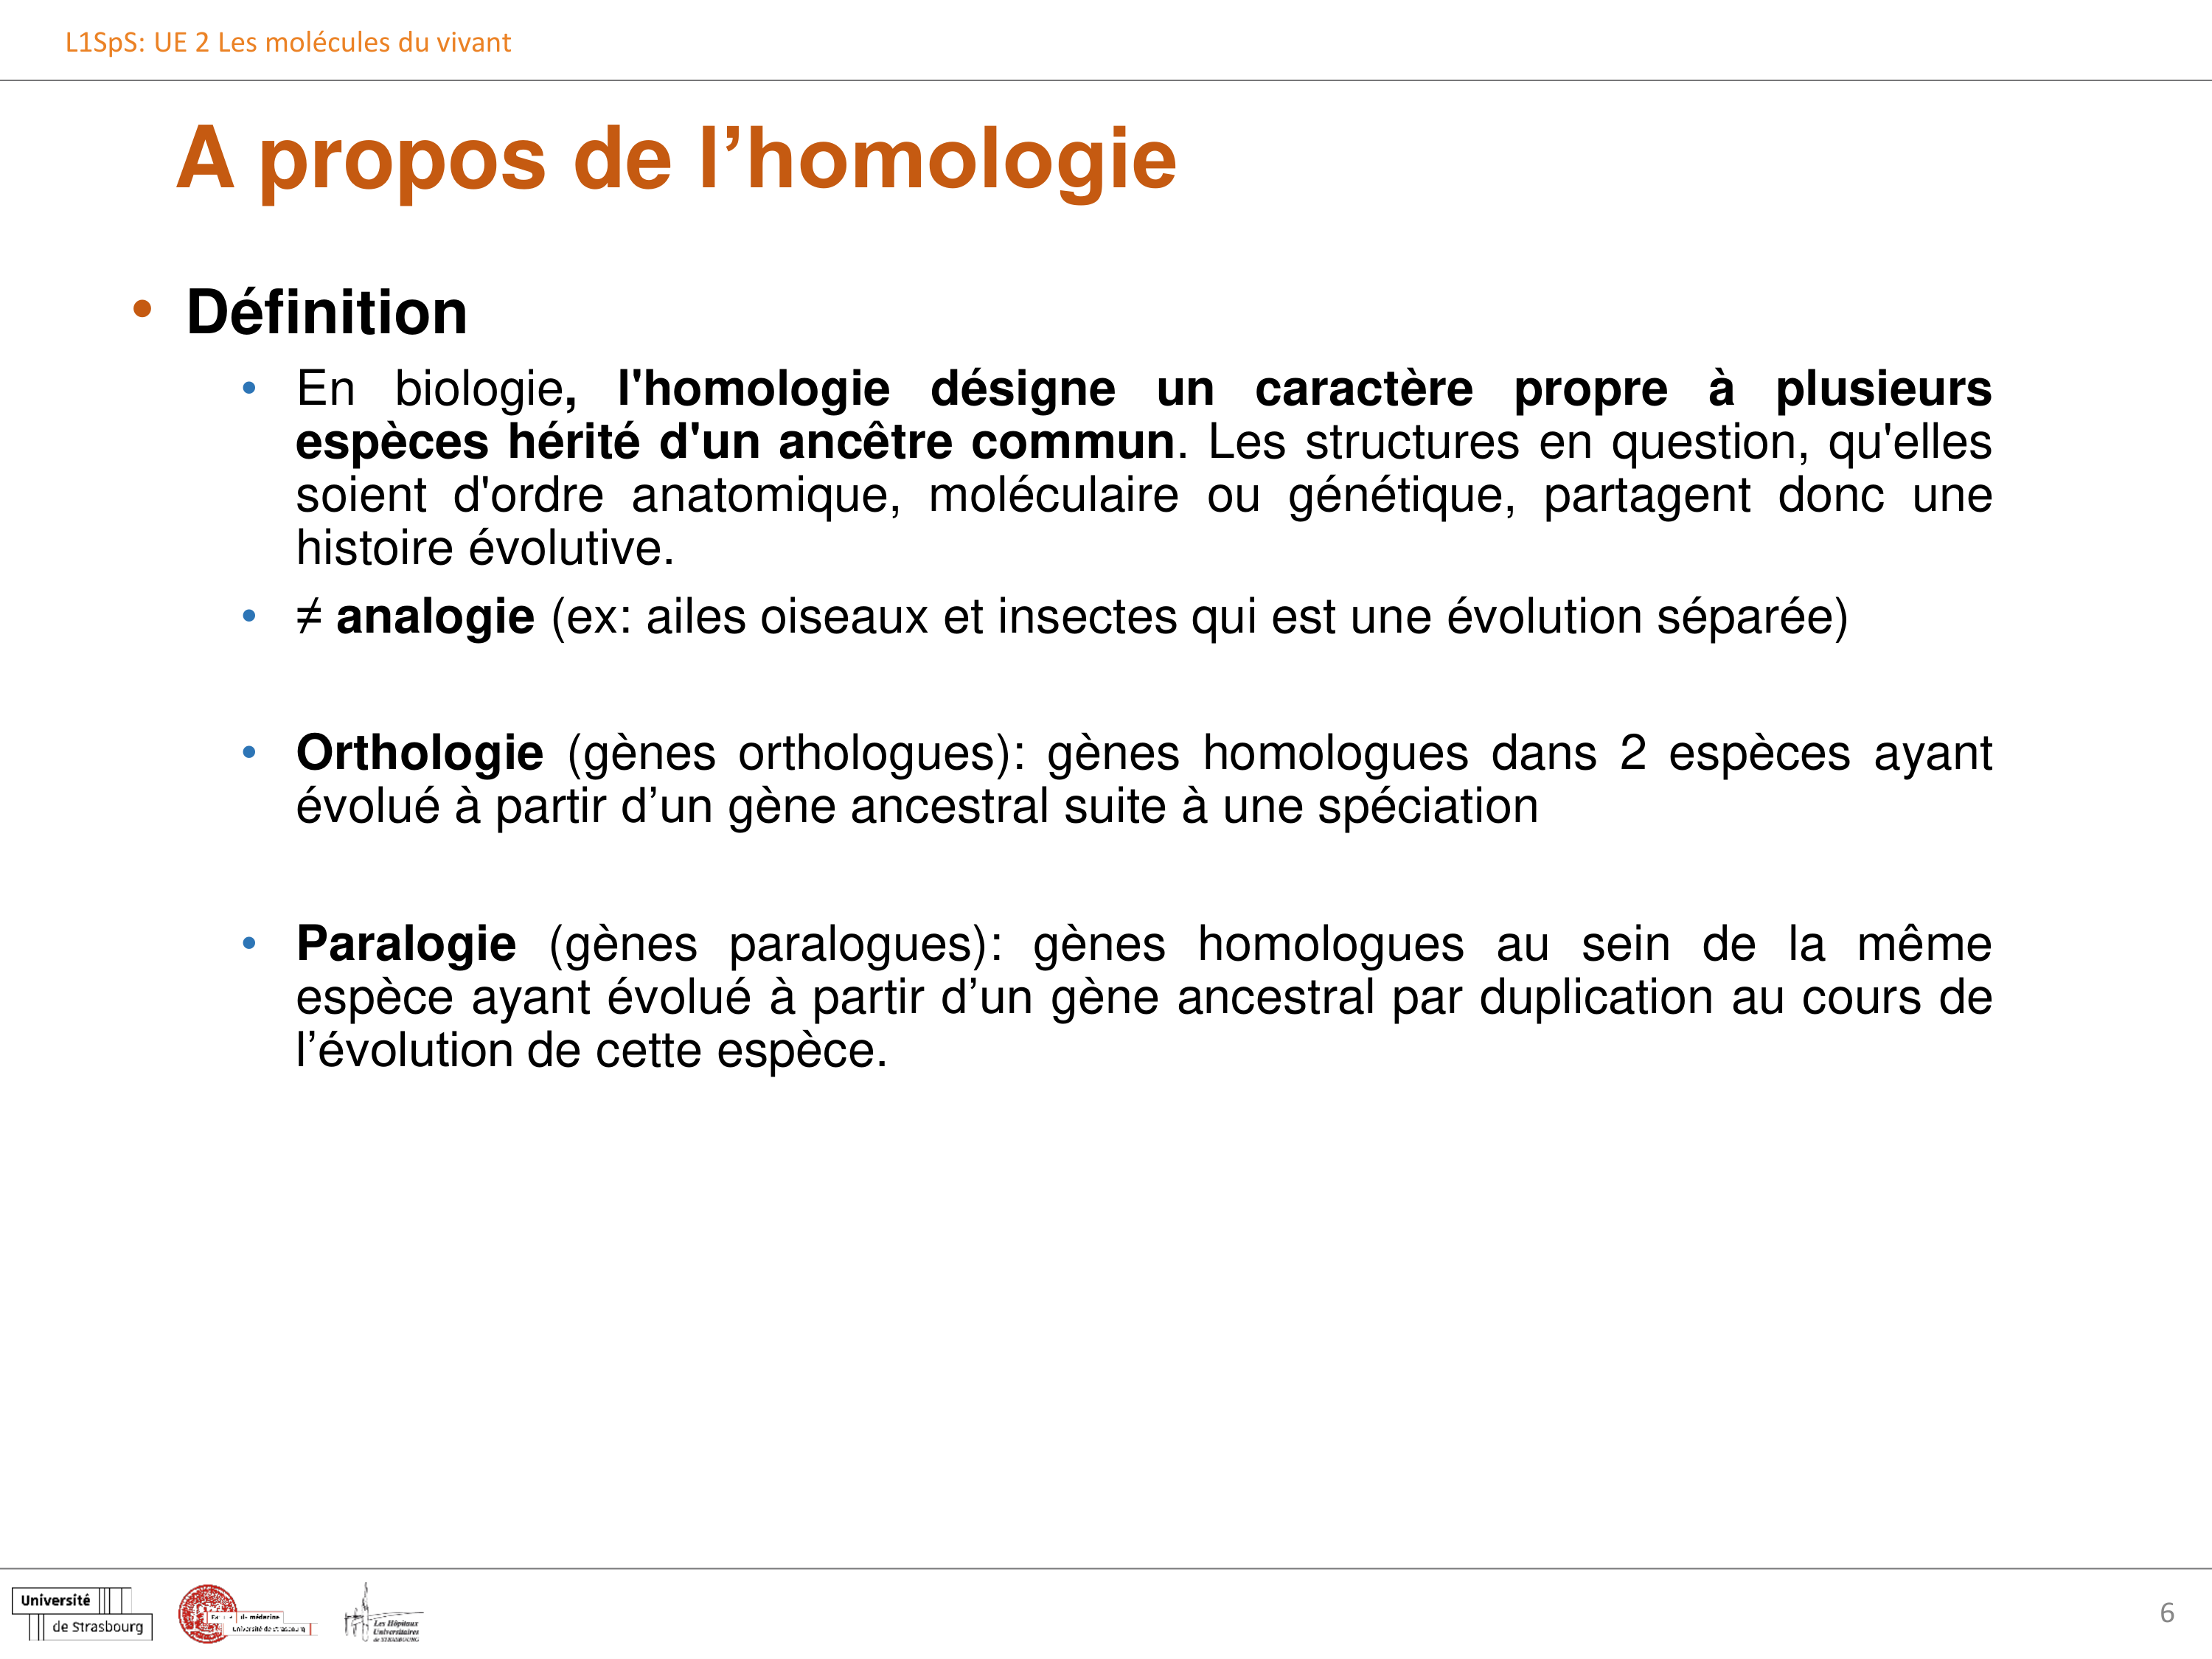 L1SpS: UE 2 Les molécules du vivant
A propos de l’homologie
• Définition
• En biologie, l'homologie désigne un caractère propre à plusieurs
espèces hérité d'un ancêtre commun. Les structures en question, qu'elles
soient d'ordre anatomique, moléculaire ou génétique, partagent donc une
histoire évolutive.
• ≠ analogie (ex: ailes oiseaux et insectes qui est une évolution séparée)
• Orthologie (gènes orthologues): gènes homologues dans 2 espèces ayant
évolué à partir d’un gène ancestral suite à une spéciation
• Paralogie (gènes paralogues): gènes homologues au sein de la même
espèce ayant évolué à partir d’un gène ancestral par duplication au cours de
l’évolution de cette espèce.
Université
de Strasbourg
de médecine
Université de Strasbourg
Les Hôpitaux
Universitaires
de STRASBOURG
6